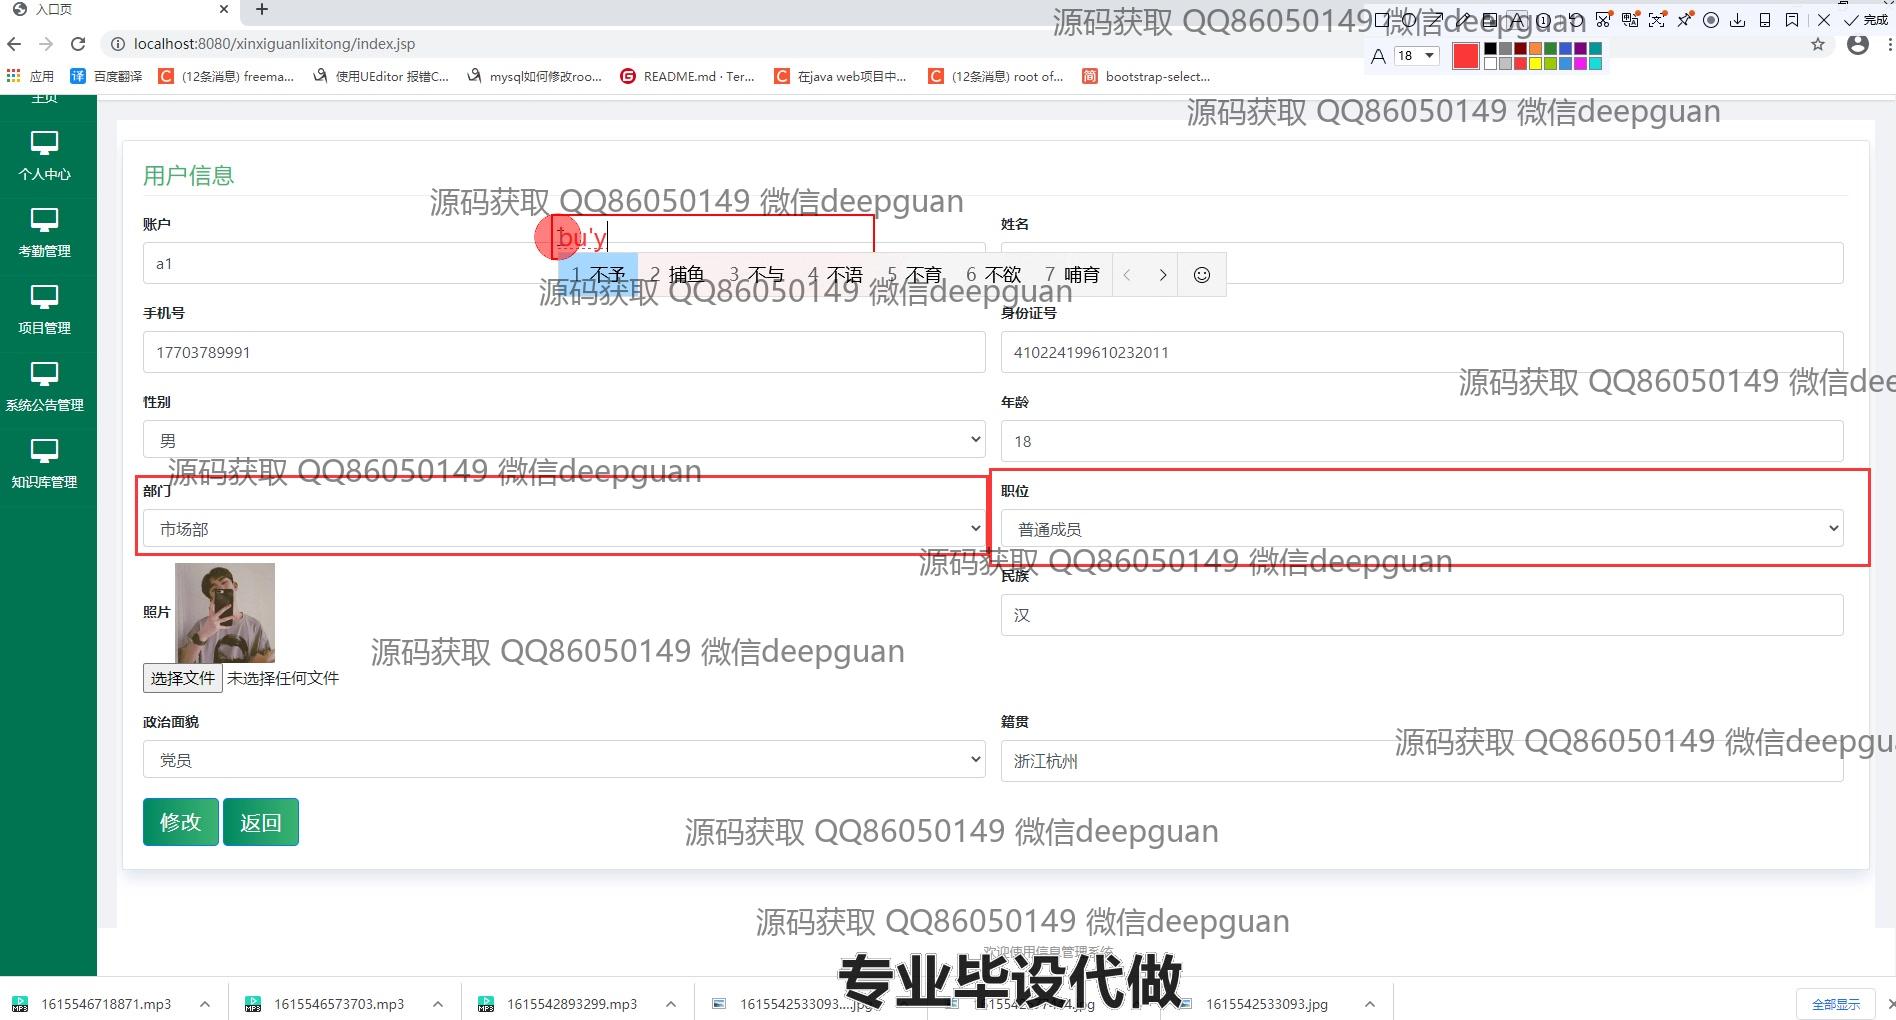 入口页
源码获取 QQ86050149 微信deepguan
完成
localhost:8080/xinxiguanlixitong/index.jsp
A 18
应用
百度翻译
(12条消息) freema...
使用UEditor 报错C...
mysql如何修改roo...
README.md · Ter...
在java web项目中...
(12条消息) root of...
bootstrap-select...
源码获取 QQ86050149 微信deepguan
主页
个人中心
考勤管理
项目管理
系统公告管理
知识库管理
用户信息
源码获取 QQ86050149 微信deepguan
账户
姓名
bu'y
a1
1 不予 2 捕鱼 3 不与 4 不语 5 不育 6 不欲 7 哺育
源码获取 QQ86050149 微信deepguan
手机号
身份证号
17703789991
410224199610232011
源码获取 QQ86050149 微信dee
性别
年龄
男
18
源码获取 QQ86050149 微信deepguan
部门
职位
市场部
普通成员
源码获取 QQ86050149 微信deepguan
民族
照片
汉
源码获取 QQ86050149 微信deepguan
选择文件 未选择任何文件
政治面貌
籍贯
源码获取 QQ86050149 微信deepgu
党员
浙江杭州
修改
返回
源码获取 QQ86050149 微信deepguan
源码获取 QQ86050149 微信deepguan
欢迎使用信息管理系统
专业毕设代做
1615546718871.mp3
1615546573703.mp3
1615542893299.mp3
1615542533093....jpg
1615542533093.jpg
全部显示